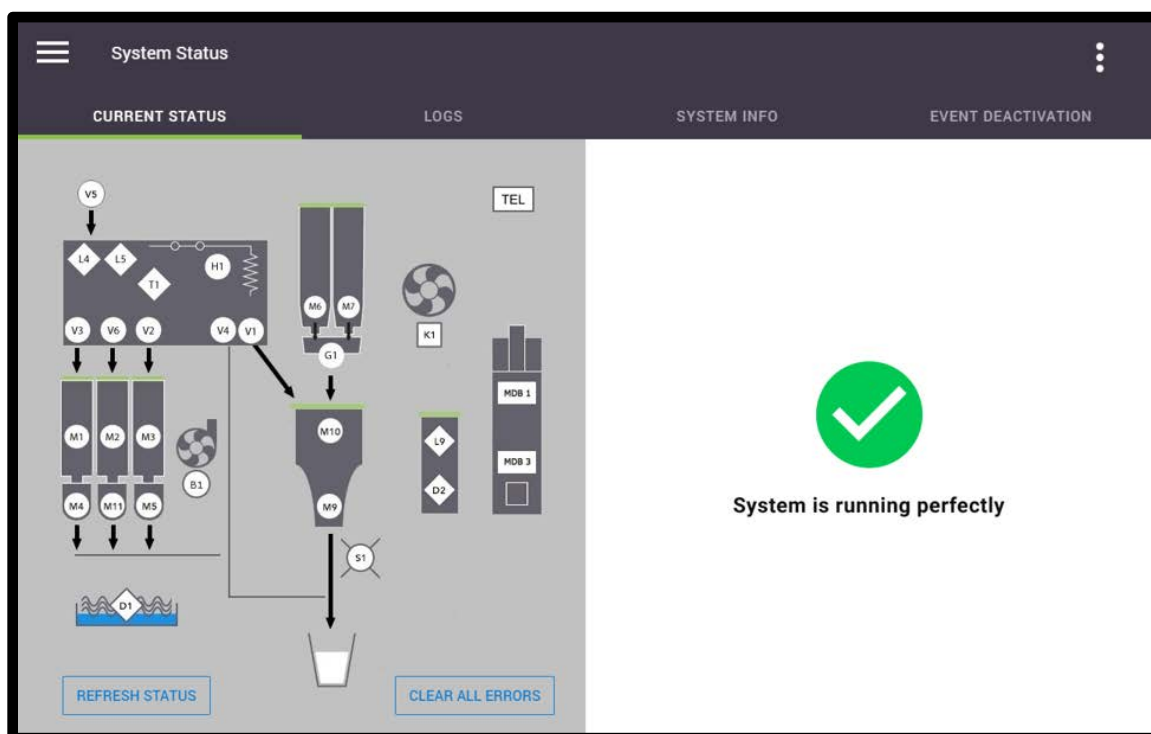 System Status
CURRENT STATUS LOGS SYSTEM INFO EVENT DEACTIVATION
V5
TEL
L4 L5 H1
T1
M6 M7
K1
V3 V6 V2 V4 V1
G1
MDB 1
M1 M2 M3 M10 L9
MDB 3
B1 D2
M4 M11 M5 M9
System is running perfectly
S1
D1
REFRESH STATUS CLEAR ALL ERRORS